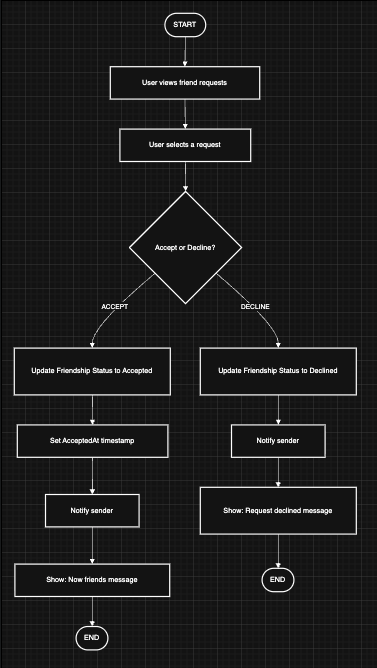 START
User views friend requests
User selects a request
Accept or Decline?
ACCEPT
DECLINE
Update Friendship Status to Accepted
Update Friendship Status to Declined
Set AcceptedAt timestamp
Notify sender
Notify sender
Show: Request declined message
Show: Now friends message
END
END